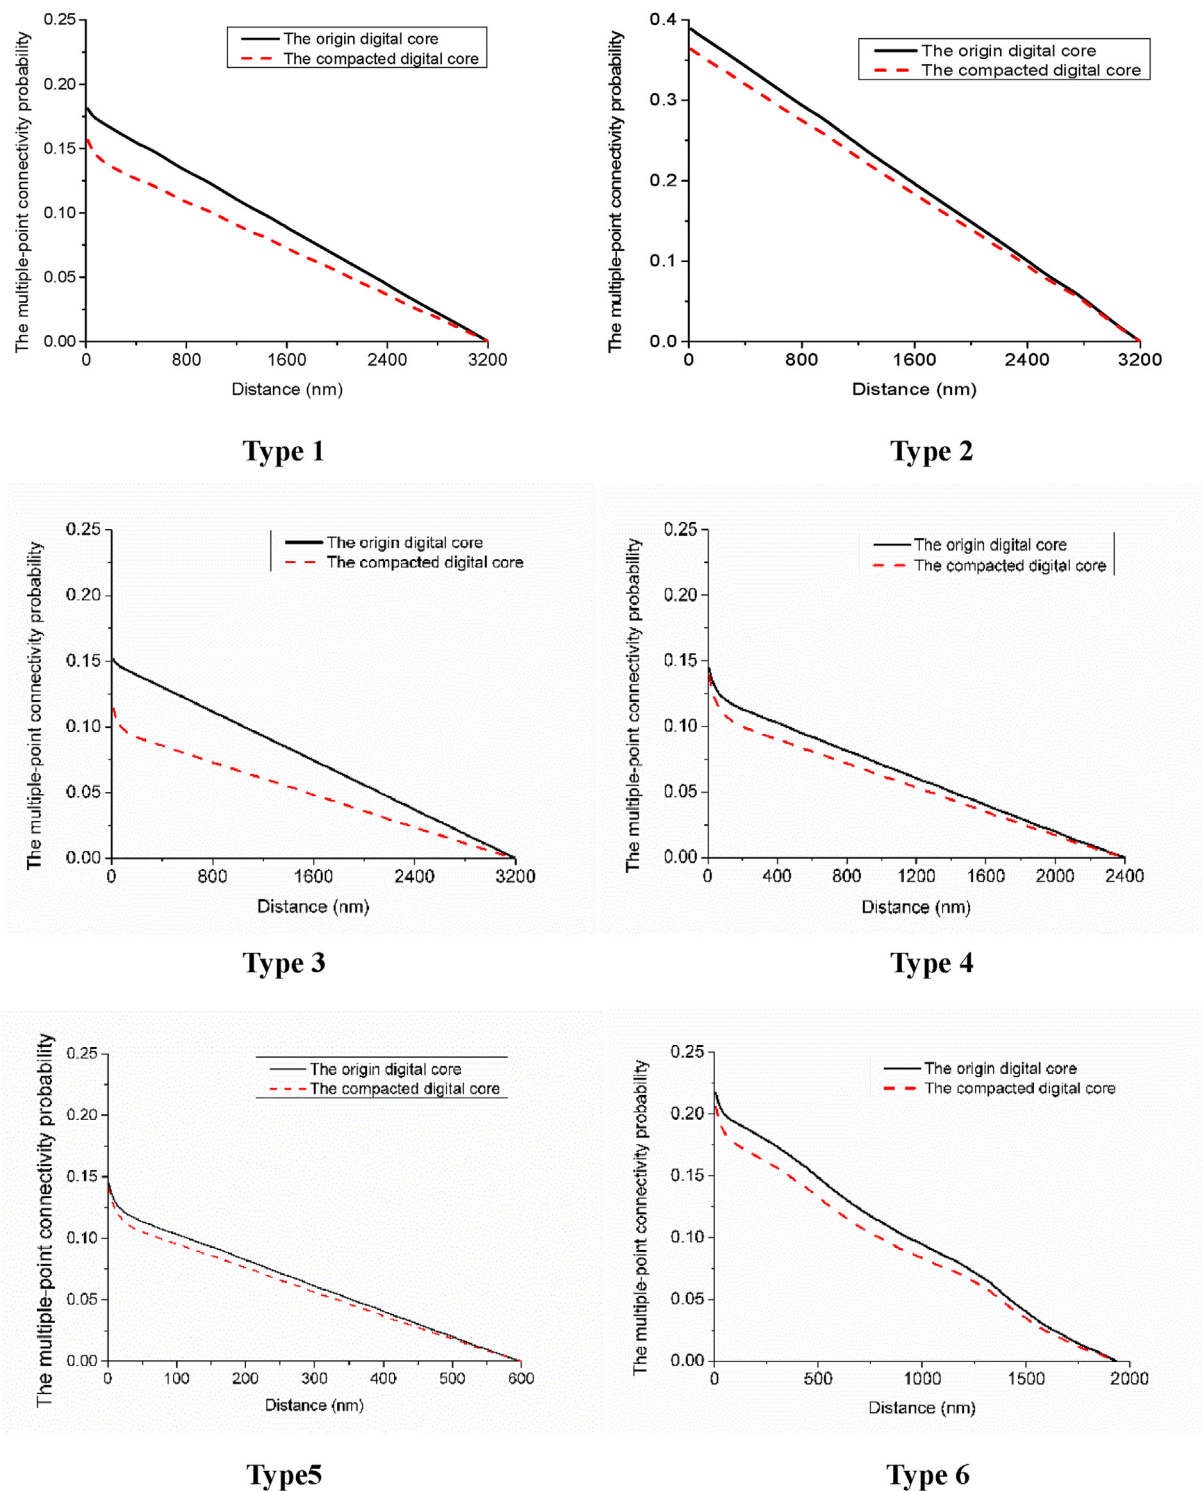 The multiple-point connectivity probability
0.25
0.20
0.15
0.10
0.05
0.00
The origin digital core
The compacted digital core
0 800 1600 2400 3200
Distance (nm)
Type 1
The multiple-point connectivity probability
0.4
0.3
0.2
0.1
0.0
The origin digital core
The compacted digital core
0 800 1600 2400 3200
Distance (nm)
Type 2
The multiple-point connectivity probability
0.25
0.20
0.15
0.10
0.05
0.00
The origin digital core
The compacted digital core
0 800 1600 2400 3200
Distance (nm)
Type 3
The multiple-point connectivity probability
0.25
0.20
0.15
0.10
0.05
0.00
The origin digital core
The compacted digital core
0 400 800 1200 1600 2000 2400
Distance (nm)
Type 4
The multiple-point connectivity probability
0.25
0.20
0.15
0.10
0.05
0.00
The origin digital core
The compacted digital core
0 100 200 300 400 500 600
Distance (nm)
Type5
The multiple-point connectivity probability
0.25
0.20
0.15
0.10
0.05
0.00
The origin digital core
The compacted digital core
0 500 1000 1500 2000
Distance (nm)
Type 6